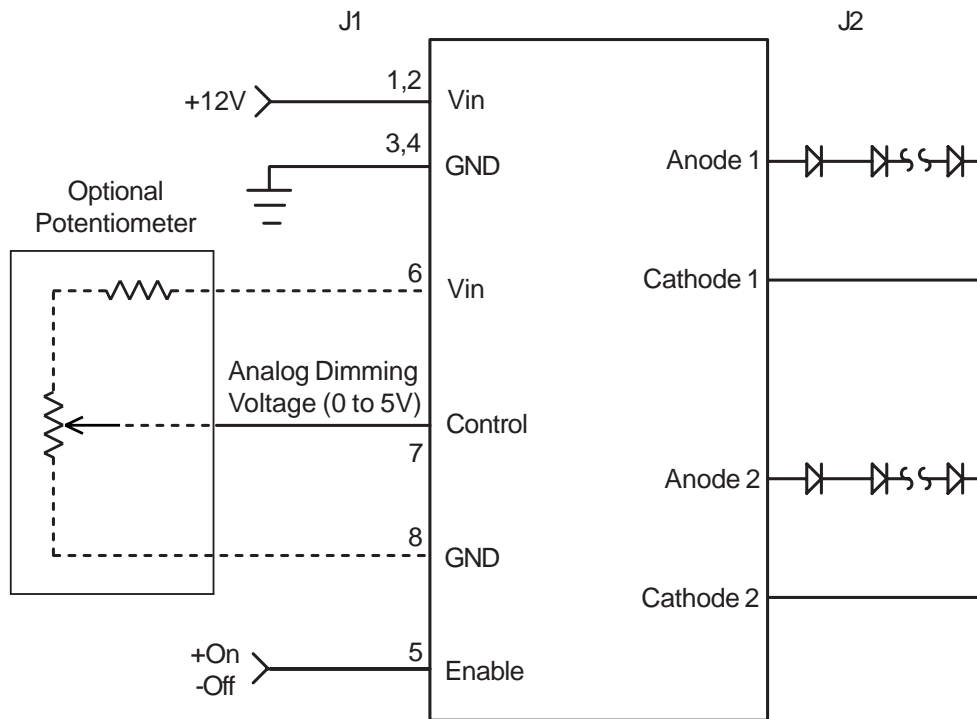 J1
J2
1,2
+12V
Vin
3,4
GND
Anode 1
Optional
Potentiometer
6
Vin
Cathode 1
Analog Dimming
Voltage (0 to 5V)
Control
7
Anode 2
8
GND
Cathode 2
+On
-Off
5
Enable